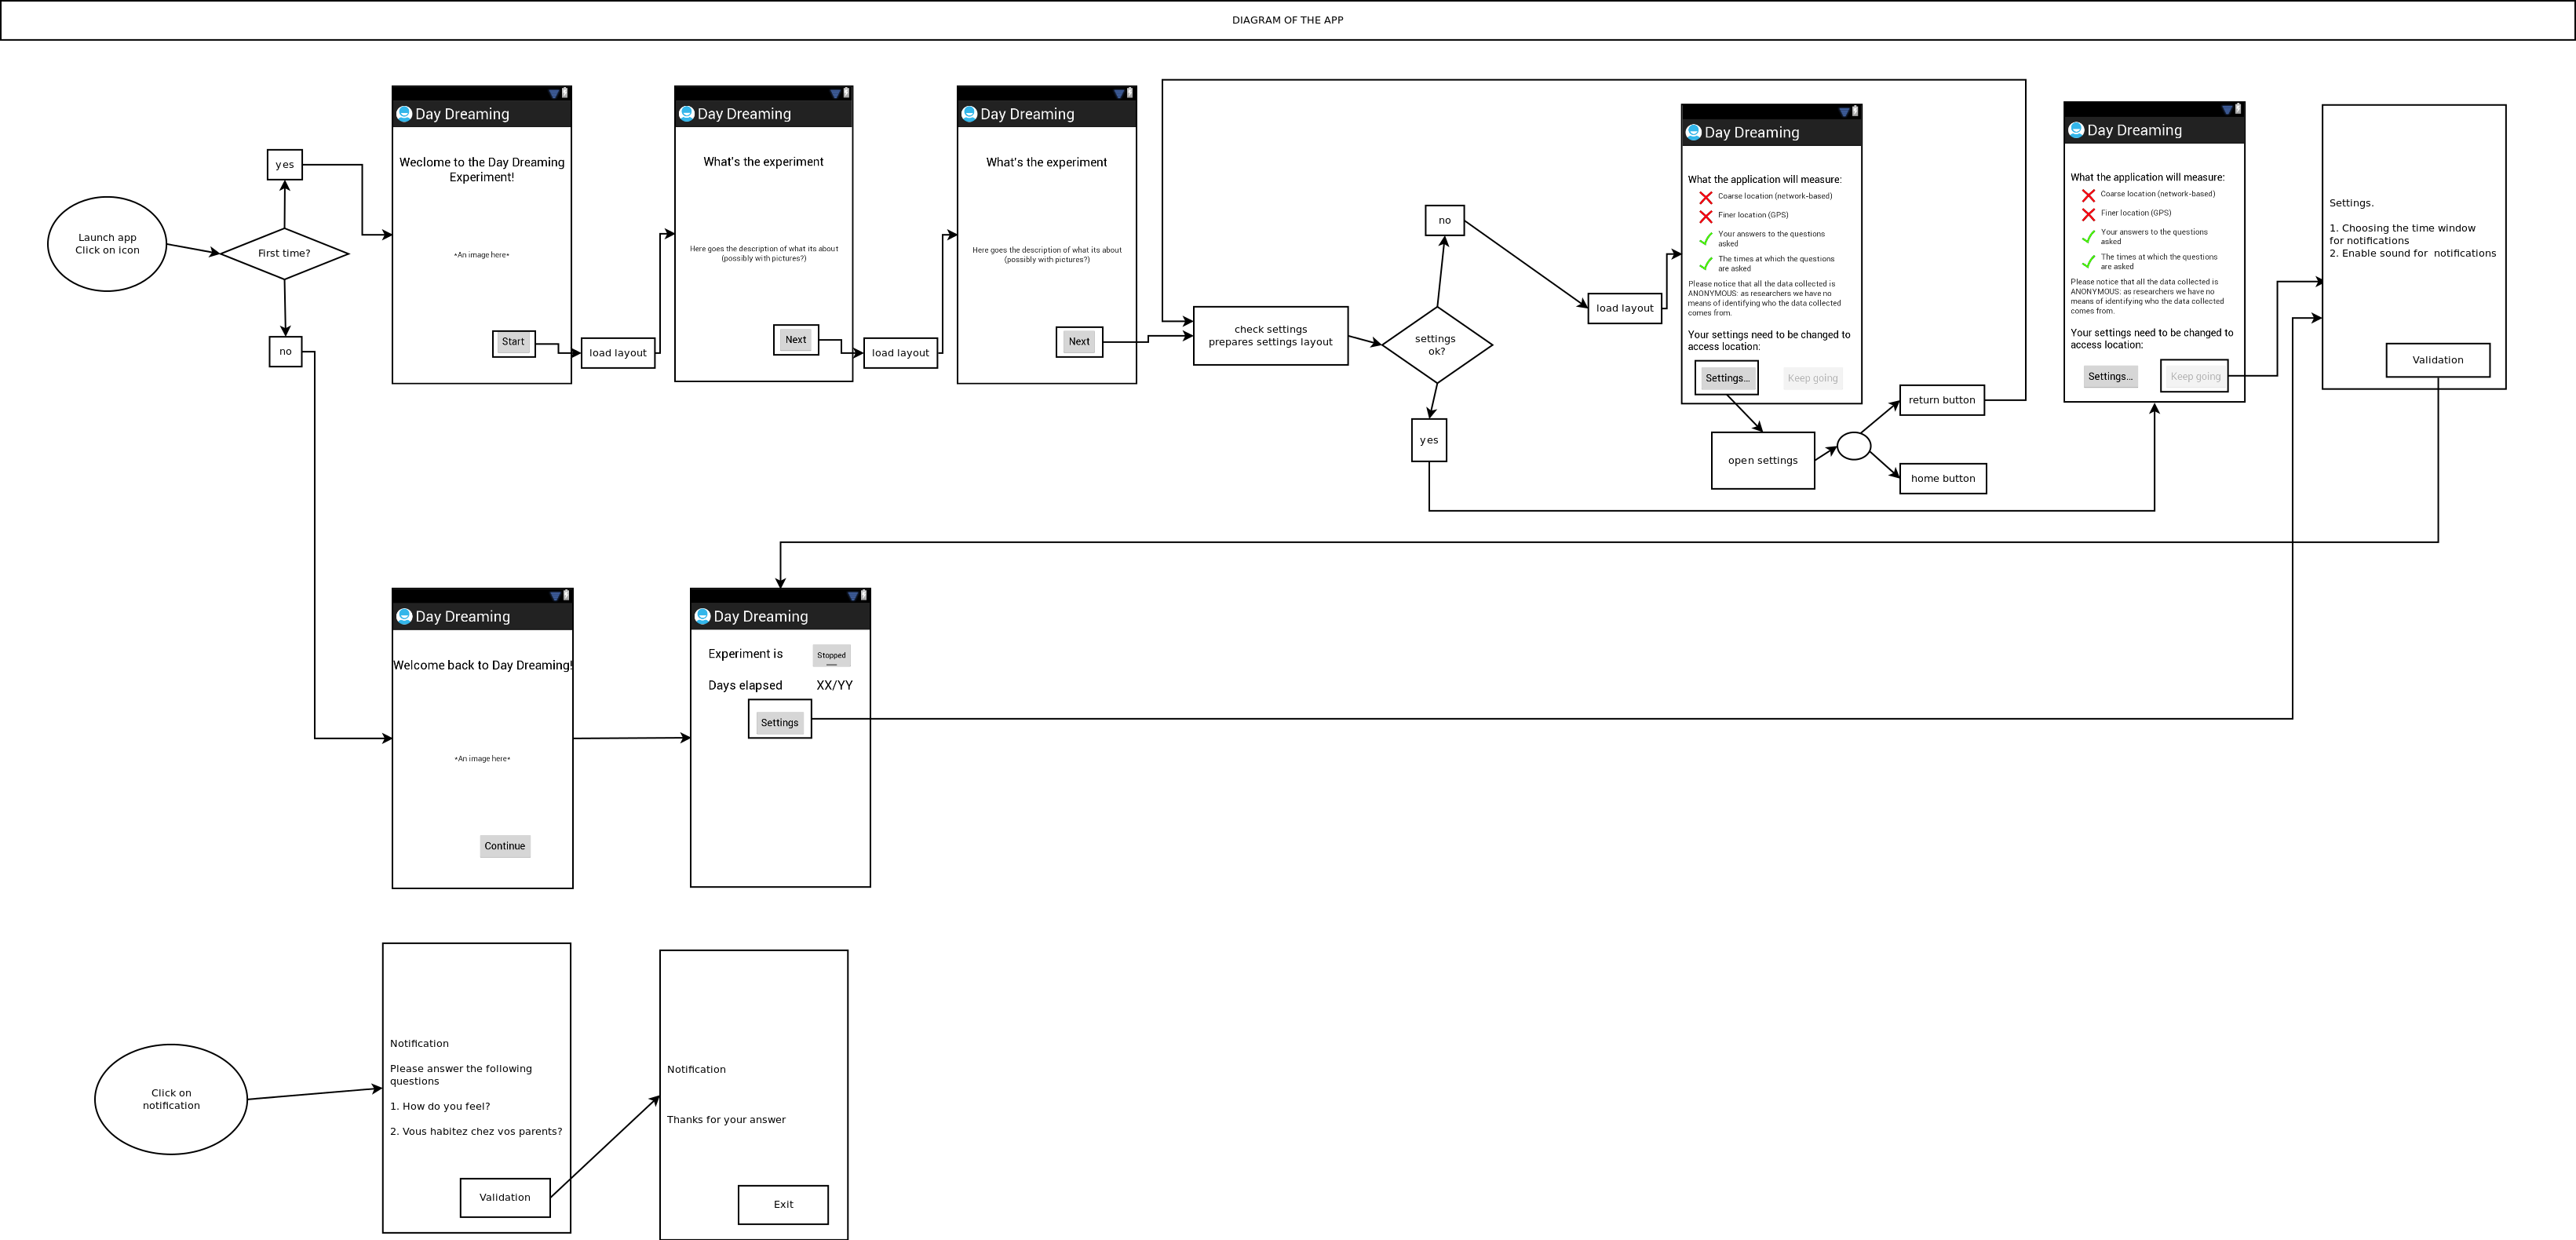 DIAGRAM OF THE APP
Launch app
Click on icon
First time?
yes
no
Day Dreaming
Weclome to the Day Dreaming
Experiment!
*An image here*
Start
load layout
Day Dreaming
What's the experiment
Here goes the description of what its about
(possibly with pictures?)
Next
load layout
Day Dreaming
What's the experiment
Here goes the description of what its about
(possibly with pictures?)
Next
check settings
prepares settings layout
settings
ok?
no
yes
load layout
Day Dreaming
What the application will measure:
Coarse location (network-based)
Finer location (GPS)
Your answers to the questions
asked
The times at which the questions
are asked
Please notice that all the data collected is
ANONYMOUS: as researchers we have no
means of identifying who the data collected
comes from.
Your settings need to be changed to
access location:
Settings...
Keep going
open settings
return button
home button
Day Dreaming
What the application will measure:
Coarse location (network-based)
Finer location (GPS)
Your answers to the questions
asked
The times at which the questions
are asked
Please notice that all the data collected is
ANONYMOUS: as researchers we have no
means of identifying who the data collected
comes from.
Your settings need to be changed to
access location:
Settings...
Keep going
Settings.
1. Choosing the time window
for notifications
2. Enable sound for  notifications
Validation
Day Dreaming
Welcome back to Day Dreaming!
*An image here*
Continue
Day Dreaming
Experiment is
Stopped
Days elapsed
XX/YY
Settings
Click on
notification
Notification
Please answer the following
questions
1. How do you feel?
2. Vous habitez chez vos parents?
Validation
Notification
Thanks for your answer
Exit